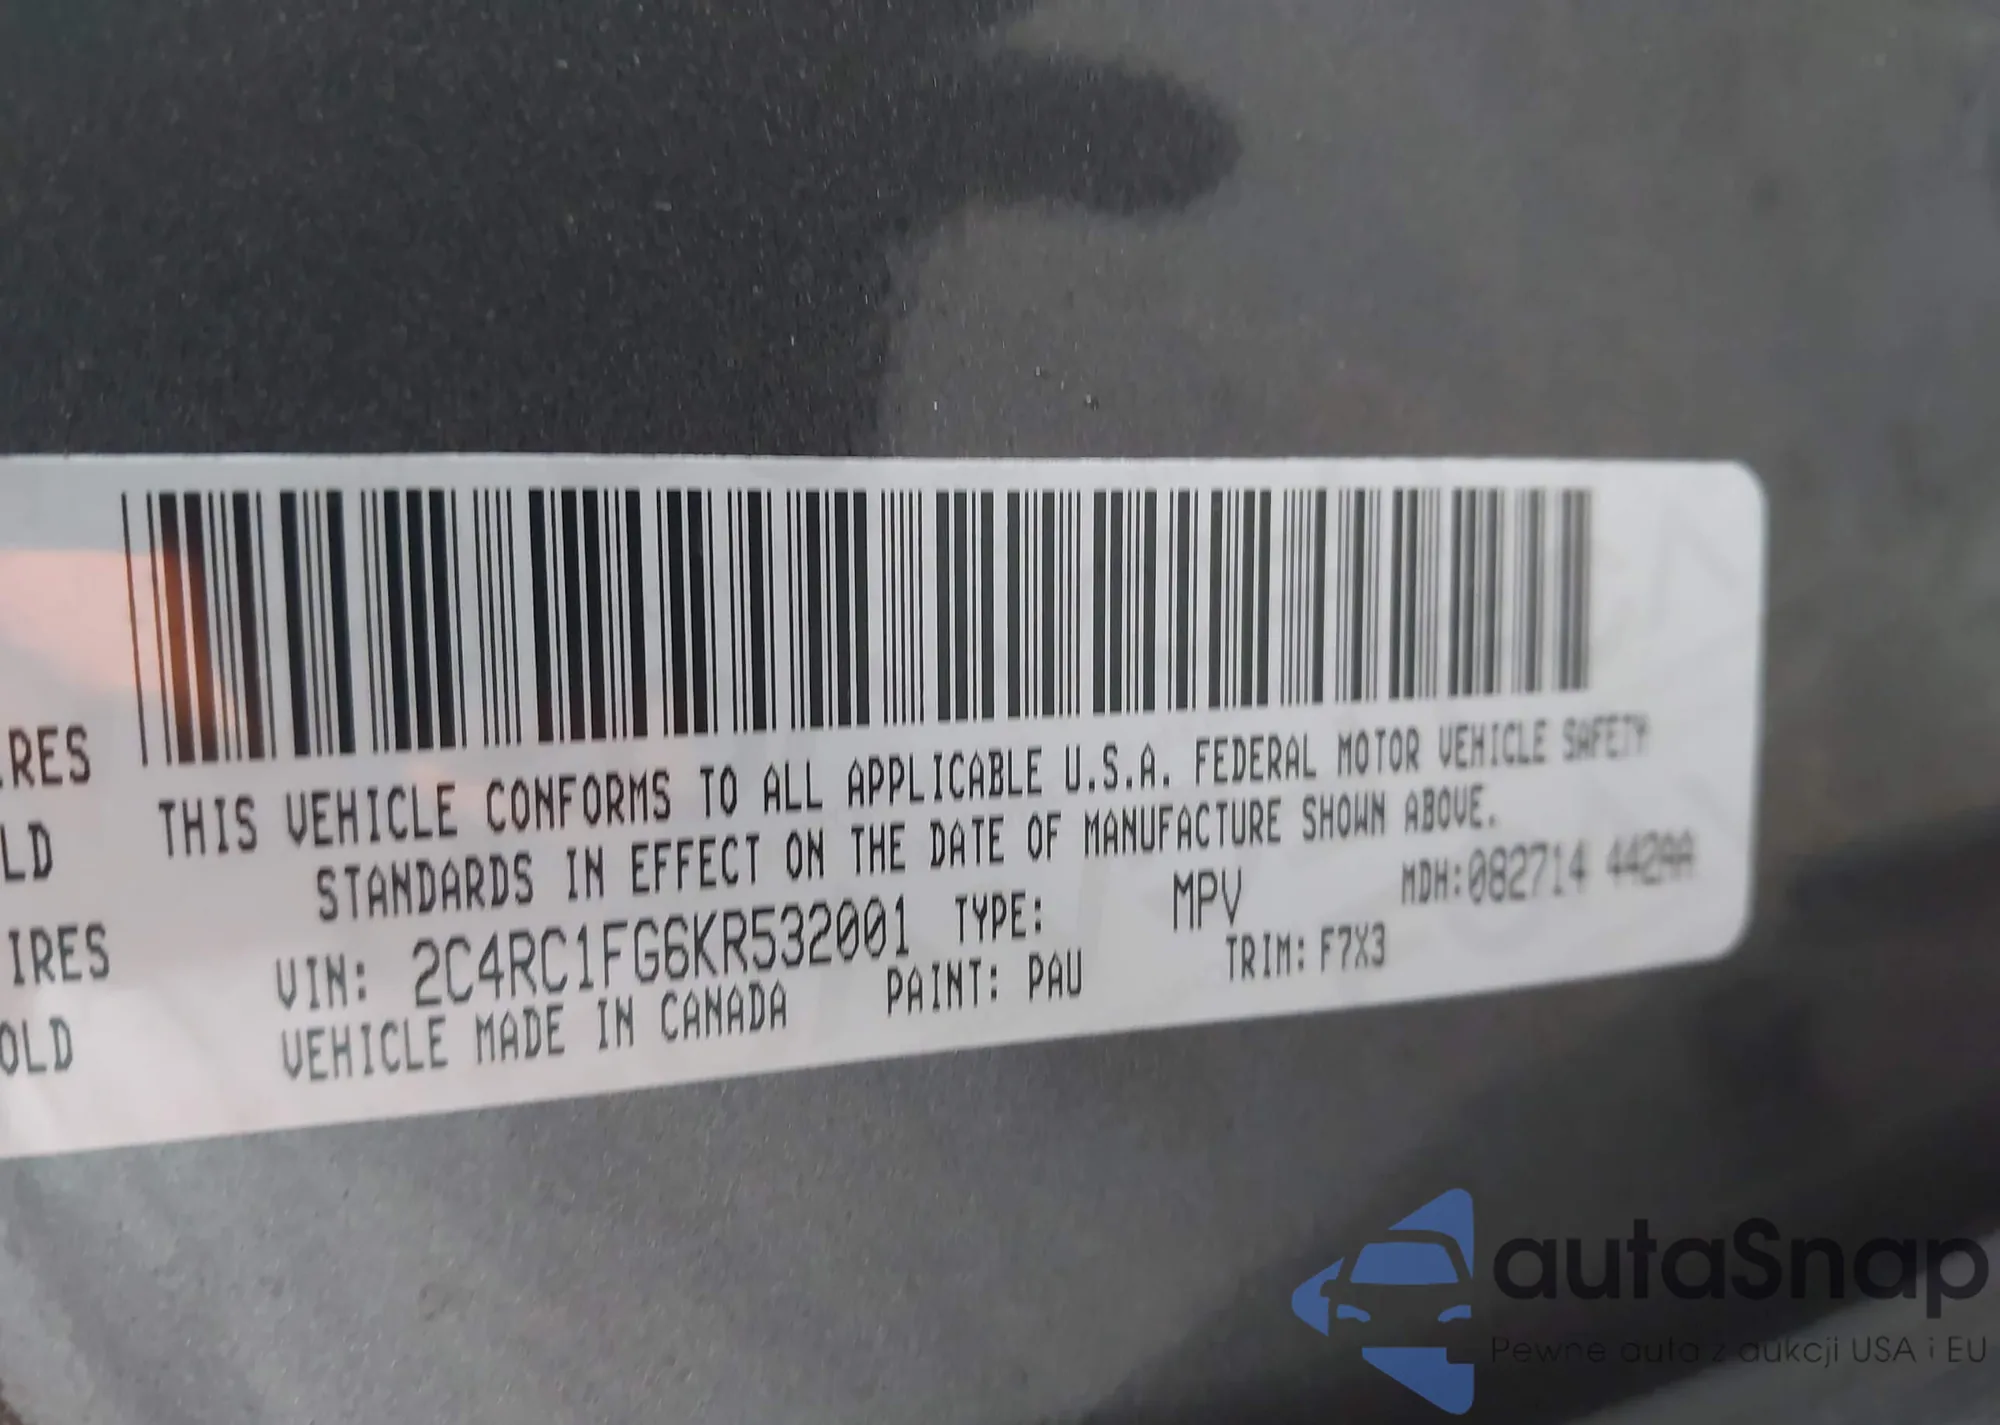 RES
LD
IRES
OLD
THIS VEHICLE CONFORMS TO ALL APPLICABLE U.S.A. FEDERAL MOTOR VEHICLE SAFETY
STANDARDS IN EFFECT ON THE DATE OF MANUFACTURE SHOWN ABOVE.
VIN: 2C4RC1FG6KR532001 TYPE: MPV MDH:082714 442AA
VEHICLE MADE IN CANADA PAINT: PAU TRIM: F7X3
autaSnap
Pewne auta z aukcji USA i EU